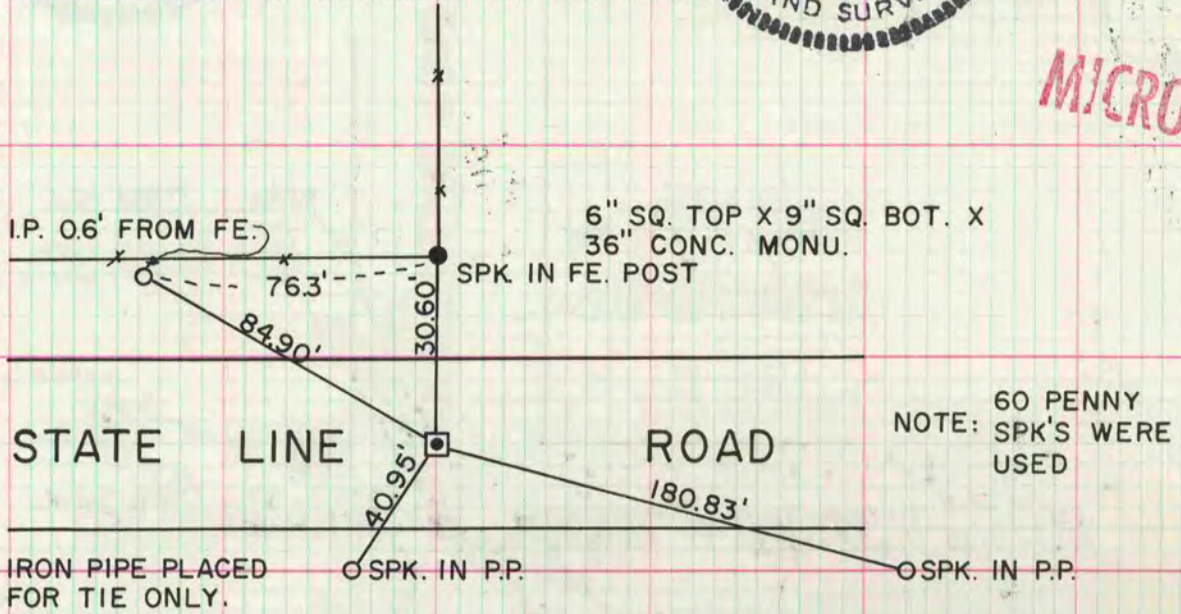 LAND SURV
MICRO
I.P. 0.6' FROM FE.
6" SQ. TOP X 9" SQ. BOT. X
36" CONC. MONU.
SPK. IN FE. POST
76.3'
30.60
84.90'
STATE LINE ROAD
NOTE: 60 PENNY
SPK'S WERE
USED
40.95'
180.83'
IRON PIPE PLACED
FOR TIE ONLY.
SPK. IN P.P.
SPK. IN P.P.